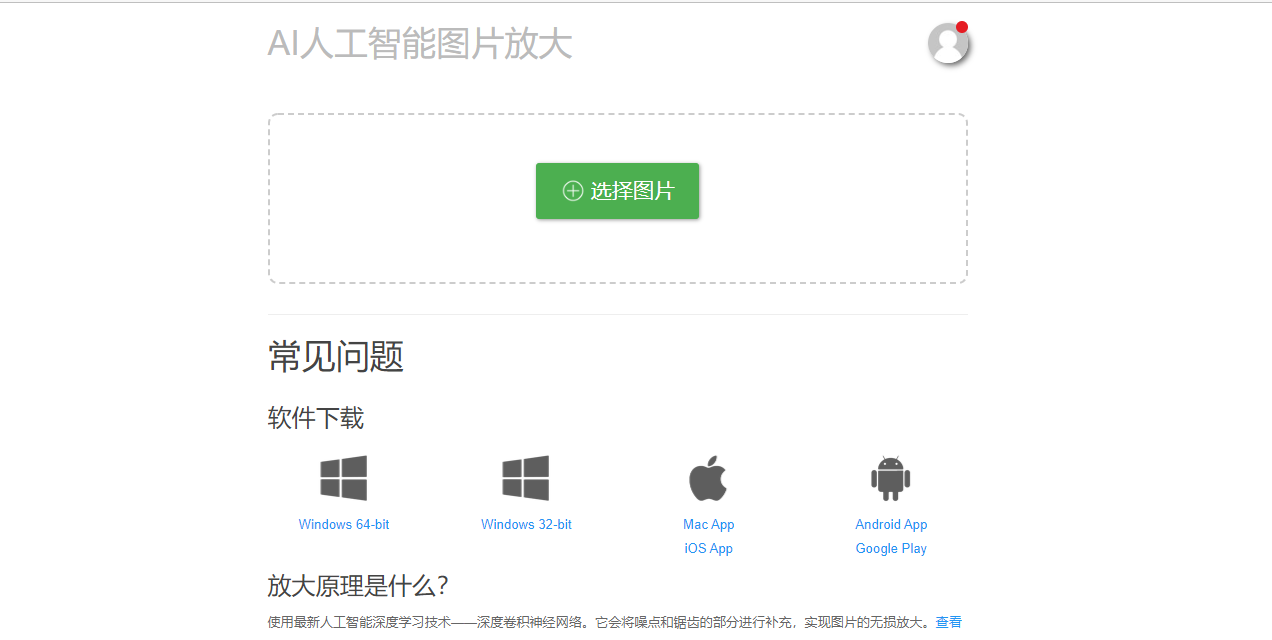 AI人工智能图片放大
选择图片
常见问题
软件下载
Windows 64-bit
Windows 32-bit
Mac App
Android App
iOS App
Google Play
放大原理是什么？
使用最新人工智能深度学习技术——深度卷积神经网络。它会将噪点和锯齿的部分进行补充，实现图片的无损放大。查看